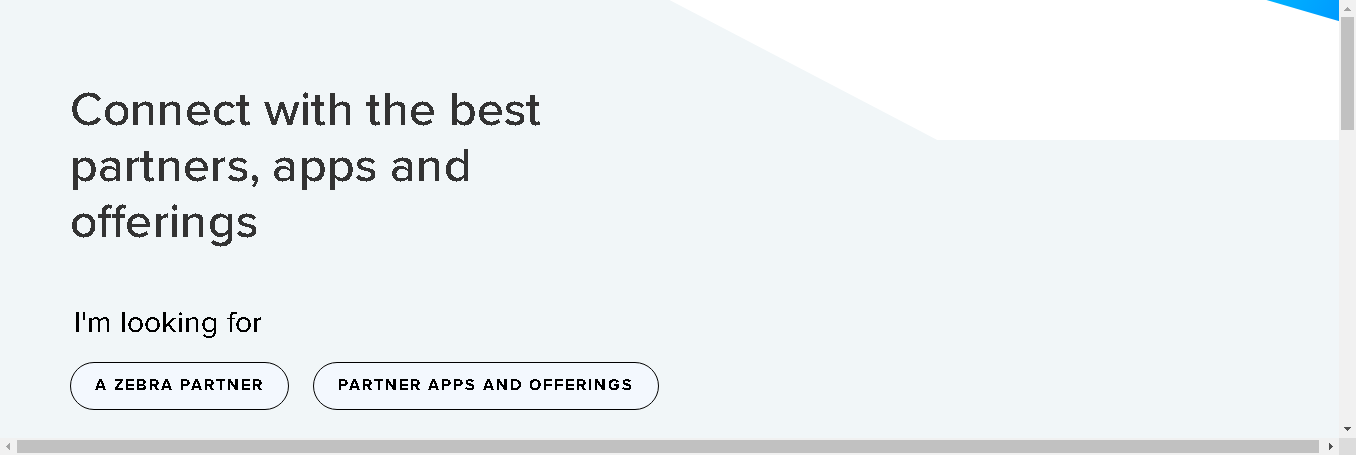 Connect with the best
partners, apps and
offerings
I'm looking for
A ZEBRA PARTNER
PARTNER APPS AND OFFERINGS